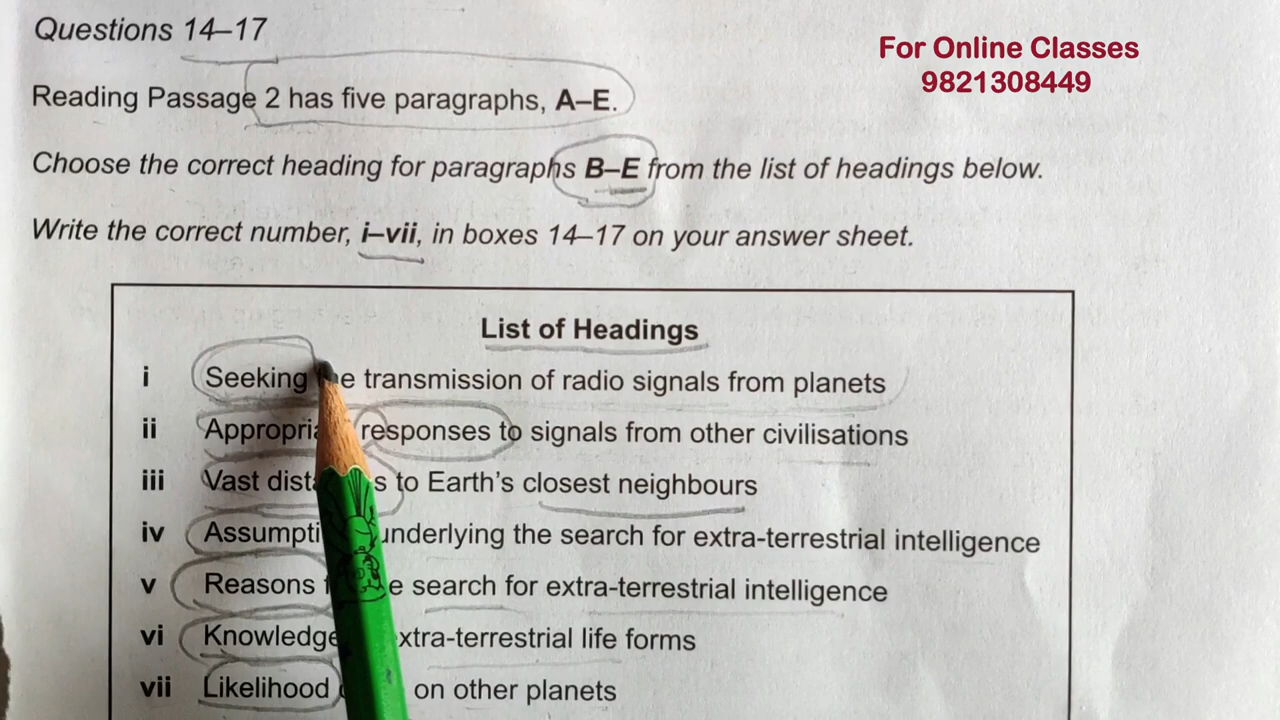 Questions 14–17
For Online Classes
9821308449
Reading Passage 2 has five paragraphs, A–E.
Choose the correct heading for paragraphs B–E from the list of headings below.
Write the correct number, i–vii, in boxes 14–17 on your answer sheet.
List of Headings
i Seeking transmission of radio signals from planets
ii responses to signals from other civilisations
iii Vast to Earth's closest neighbours
iv underlying the search for extra-terrestrial intelligence
v Reasons search for extra-terrestrial intelligence
vi Knowledge extra-terrestrial life forms
vii Likelihood on other planets